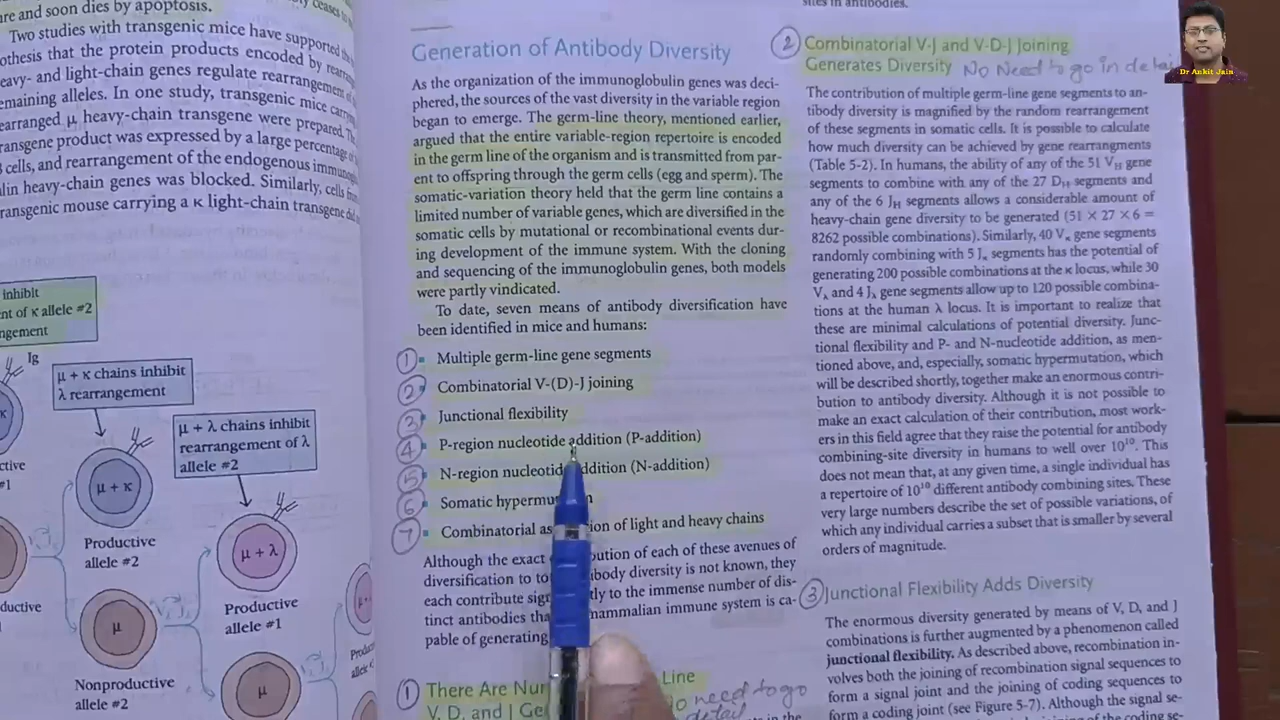 are and soon dies by apoptosis.
Two studies with transgenic mice have supported the
othesis that the protein products encoded by
eavy- and light-chain genes regulate rearrangement of
emaining alleles. In one study, transgenic mice
earranged μ heavy-chain transgene were prepared.
ransgene product was expressed by a large percentage
cells, and rearrangement of the endogenous
lin heavy-chain genes was blocked. Similarly, cells
ransgenic mouse carrying a κ light-chain transgene did
inhibit
nt of κ allele #2
ngement
Ig
μ + κ chains inhibit
λ rearrangement
μ + λ chains inhibit
rearrangement of λ
allele #2
κ
ctive
#1
μ + κ
Productive
allele #2
μ + λ
Productive
allele #1
ductive
μ
Nonproductive
allele #2
μ
Generation of Antibody Diversity
As the organization of the immunoglobulin genes was deci-
phered, the sources of the vast diversity in the variable region
began to emerge. The germ-line theory, mentioned earlier,
argued that the entire variable-region repertoire is encoded
in the germ line of the organism and is transmitted from par-
ent to offspring through the germ cells (egg and sperm). The
somatic-variation theory held that the germ line contains a
limited number of variable genes, which are diversified in the
somatic cells by mutational or recombinational events dur-
ing development of the immune system. With the cloning
and sequencing of the immunoglobulin genes, both models
were partly vindicated.
To date, seven means of antibody diversification have
been identified in mice and humans:
1 ▪ Multiple germ-line gene segments
2 ▪ Combinatorial V-(D)-J joining
3 ▪ Junctional flexibility
4 ▪ P-region nucleotide addition (P-addition)
5 ▪ N-region nucleotid addition (N-addition)
6 ▪ Somatic hypermu n
7 ▪ Combinatorial as ion of light and heavy chains
Although the exact bution of each of these avenues of
diversification to to ibody diversity is not known, they
each contribute sig tly to the immense number of dis-
tinct antibodies tha mammalian immune system is ca-
pable of generating
1 There Are Nu Line
V, D, and J Ge No need to go
detail
in the
sites in antibodies.
2 Combinatorial V-J and V-D-J Joining
Generates Diversity No Need to go in detai
The contribution of multiple germ-line gene segments to an-
tibody diversity is magnified by the random rearrangement
of these segments in somatic cells. It is possible to calculate
how much diversity can be achieved by gene rearrangments
(Table 5-2). In humans, the ability of any of the 51 VH gene
segments to combine with any of the 27 DH segments and
any of the 6 JH segments allows a considerable amount of
heavy-chain gene diversity to be generated (51 × 27 × 6 =
8262 possible combinations). Similarly, 40 Vκ gene segments
randomly combining with 5 Jκ segments has the potential of
generating 200 possible combinations at the κ locus, while 30
Vλ and 4 Jλ gene segments allow up to 120 possible combina-
tions at the human λ locus. It is important to realize that
these are minimal calculations of potential diversity. Junc-
tional flexibility and P- and N-nucleotide addition, as men-
tioned above, and, especially, somatic hypermutation, which
will be described shortly, together make an enormous contri-
bution to antibody diversity. Although it is not possible to
make an exact calculation of their contribution, most work-
ers in this field agree that they raise the potential for antibody
combining-site diversity in humans to well over 10¹⁰. This
does not mean that, at any given time, a single individual has
a repertoire of 10¹⁰ different antibody combining sites. These
very large numbers describe the set of possible variations, of
which any individual carries a subset that is smaller by several
orders of magnitude.
3 Junctional Flexibility Adds Diversity
The enormous diversity generated by means of V, D, and J
combinations is further augmented by a phenomenon called
junctional flexibility. As described above, recombination in-
volves both the joining of recombination signal sequences to
form a signal joint and the joining of coding sequences to
form a coding joint (see Figure 5-7). Although the signal se-
Dr Ankit Jain